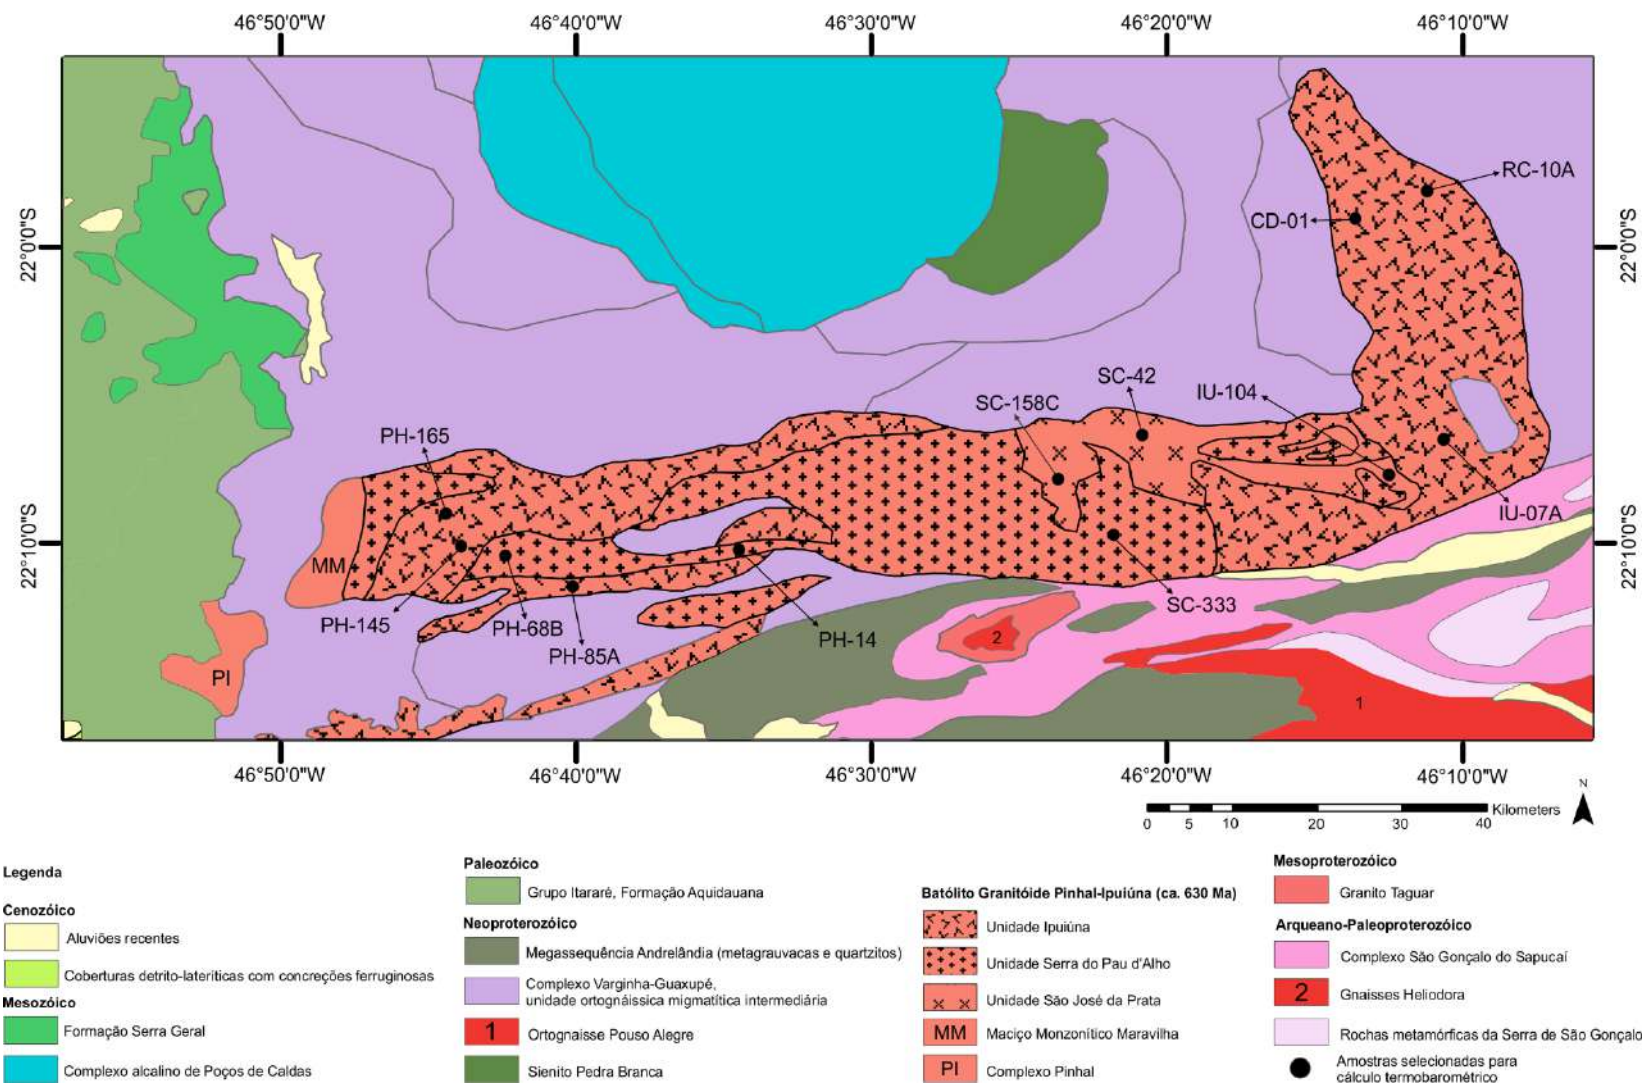 46°50'0"W 46°40'0"W 46°30'0"W 46°20'0"W 46°10'0"W
RC-10A
CD-01
22°0'0"S 22°0'0"S
SC-42
IU-104
SC-158C
PH-165
IU-07A
22°10'0"S 22°10'0"S
MM
SC-333
PH-145
PH-68B
PH-14
2
PH-85A
PI
1
46°50'0"W 46°40'0"W 46°30'0"W 46°20'0"W 46°10'0"W
N
Kilometers
0 5 10 20 30 40
Legenda
Cenozóico
Aluviões recentes
Coberturas detrito-lateríticas com concreções ferruginosas
Mesozóico
Formação Serra Geral
Complexo alcalino de Poços de Caldas
Paleozóico
Grupo Itararé, Formação Aquidauana
Neoproterozóico
Megassequência Andrelândia (metagrauvacas e quartzitos)
Complexo Varginha-Guaxupé,
unidade ortognáissica migmatítica intermediária
1 Ortognaisse Pouso Alegre
Sienito Pedra Branca
Batólito Granitóide Pinhal-Ipuiúna (ca. 630 Ma)
Unidade Ipuiúna
Unidade Serra do Pau d'Alho
Unidade São José da Prata
MM Maciço Monzonítico Maravilha
PI Complexo Pinhal
Mesoproterozóico
Granito Taguar
Arqueano-Paleoproterozóico
Complexo São Gonçalo do Sapucaí
2 Gnaisses Heliodora
Rochas metamórficas da Serra de São Gonçalo
Amostras selecionadas para
cálculo termobarométrico